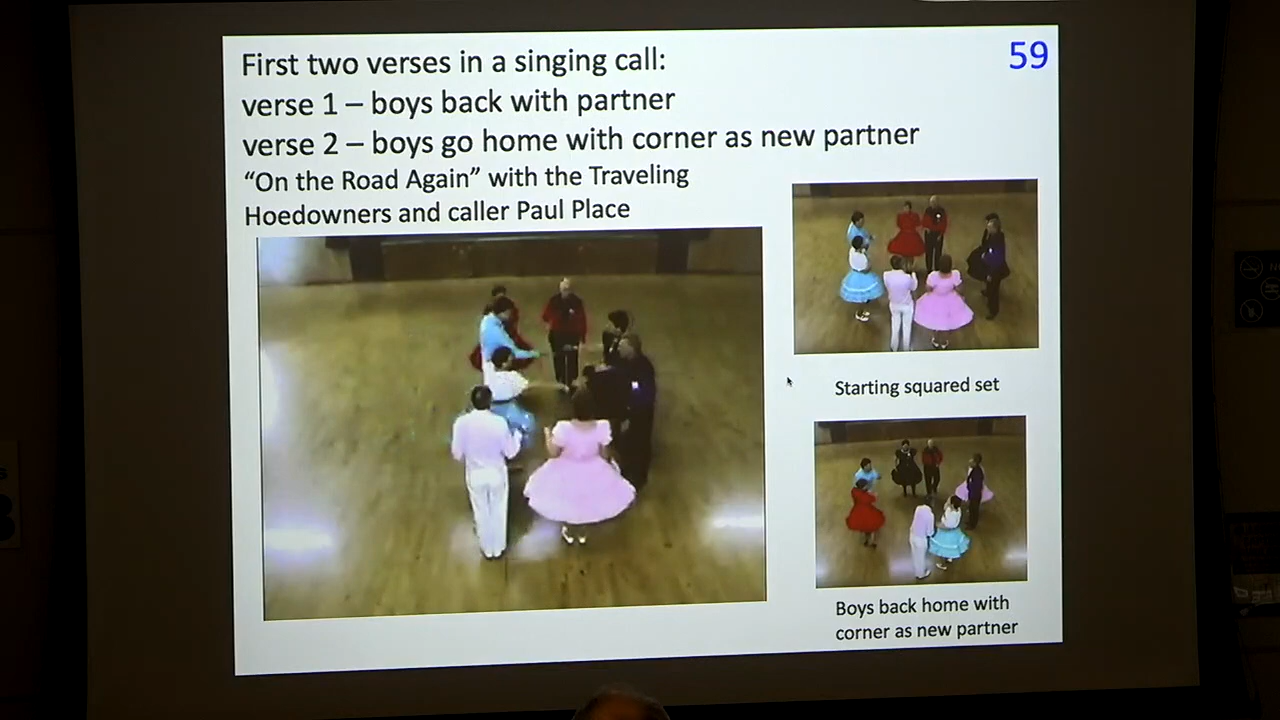 First two verses in a singing call:
59
verse 1 – boys back with partner
verse 2 – boys go home with corner as new partner
“On the Road Again” with the Traveling
Hoedowners and caller Paul Place
Starting squared set
Boys back home with
corner as new partner